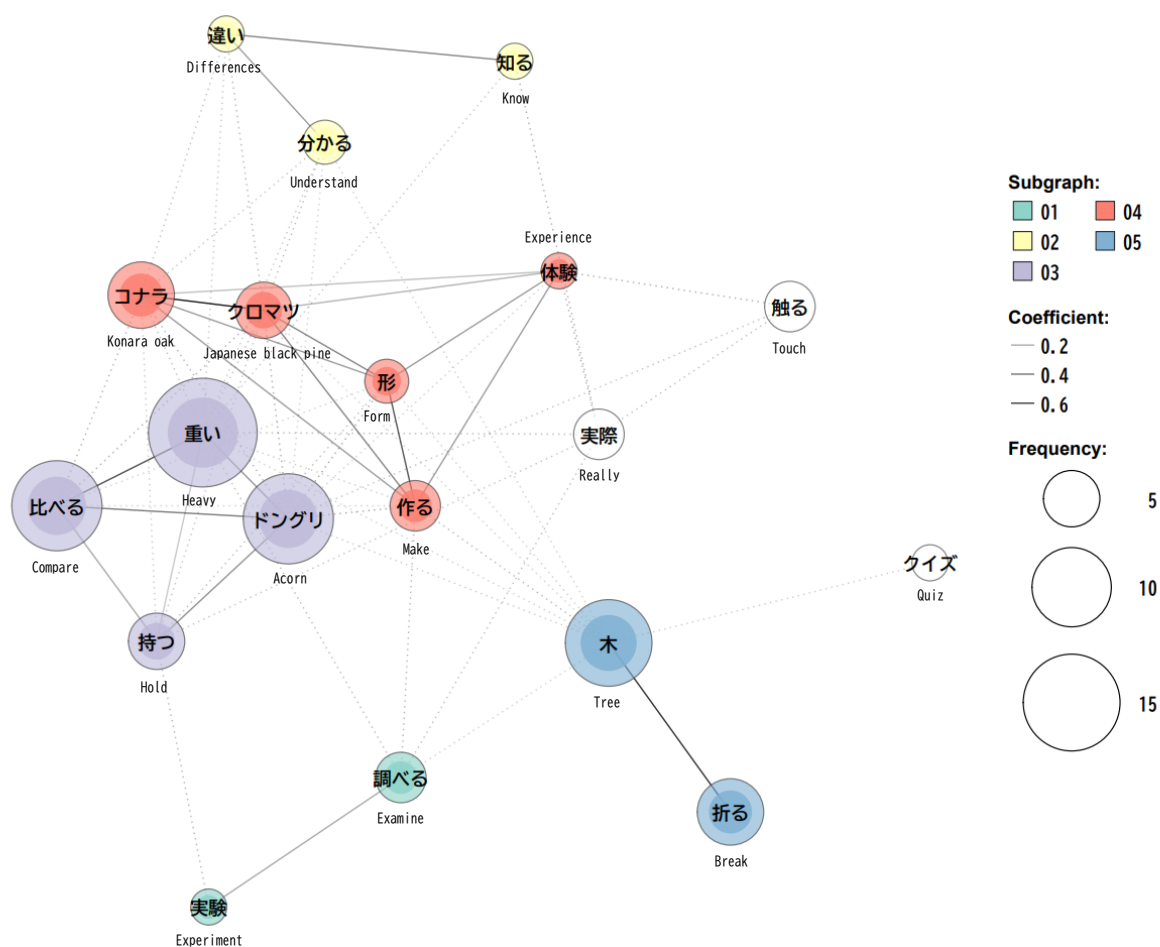 違い
Differences
知る
Know
分かる
Understand
Experience
体験
コナラ
Konara oak
クロマツ
Japanese black pine
触る
Touch
形
Form
重い
Heavy
実際
Really
比べる
Compare
ドングリ
Acorn
作る
Make
クイズ
Quiz
持つ
Hold
木
Tree
調べる
Examine
折る
Break
実験
Experiment
Subgraph:
01 04
02 05
03
Coefficient:
0.2
0.4
0.6
Frequency:
5
10
15